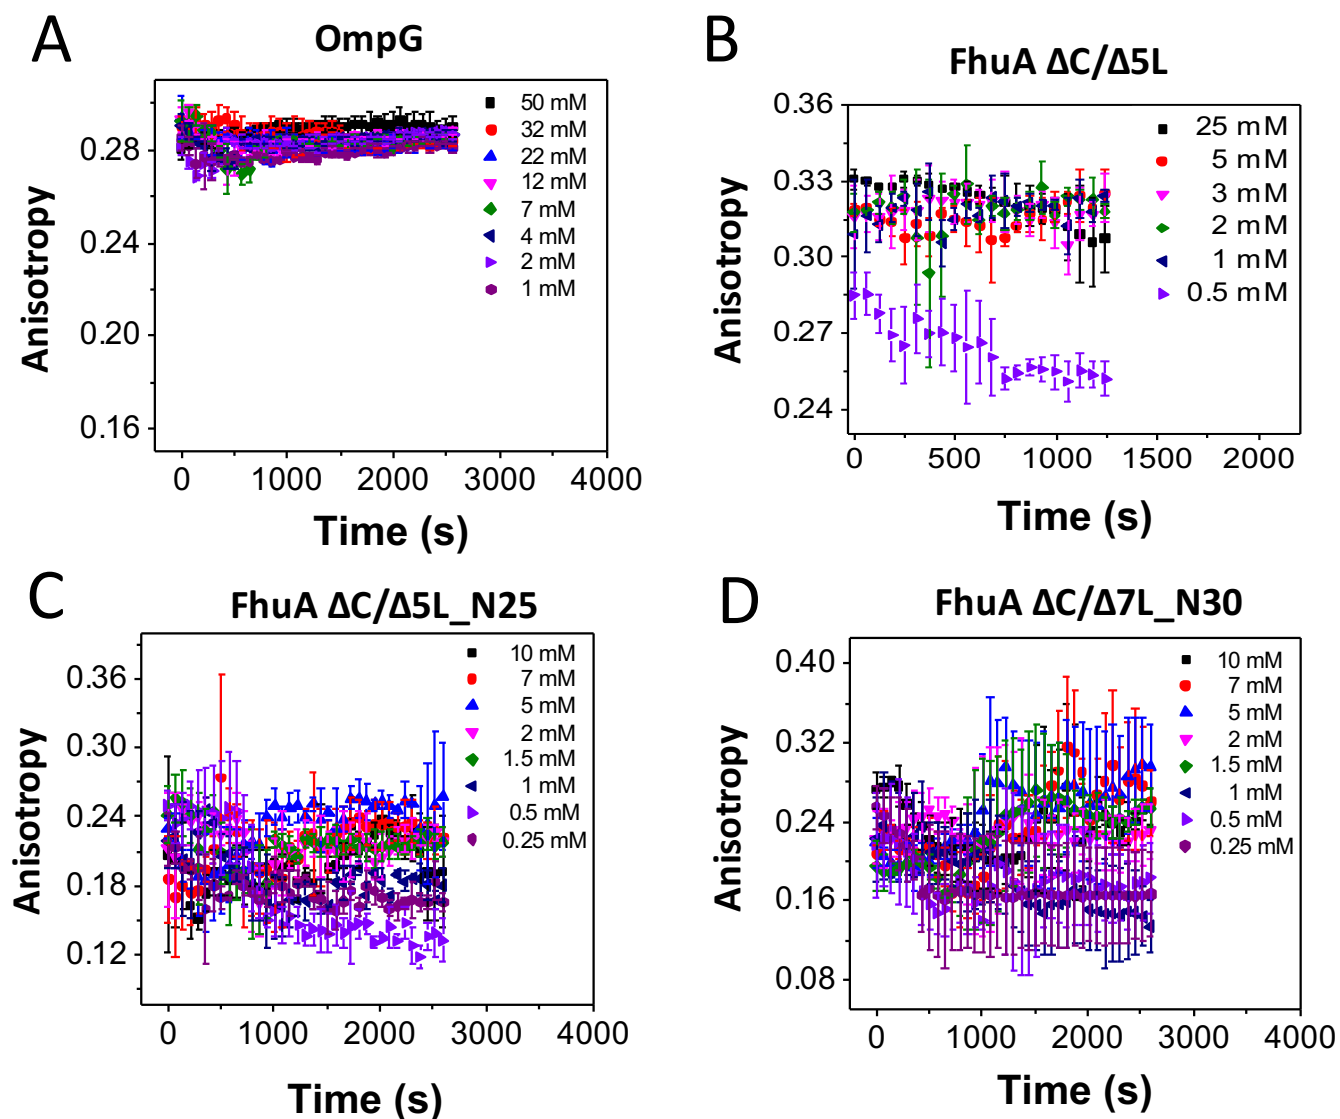 A
OmpG
50 mM
32 mM
22 mM
12 mM
7 mM
4 mM
2 mM
1 mM
0.28
0.24
0.20
0.16
Anisotropy
0
1000
2000
3000
4000
Time (s)
B
FhuA ΔC/Δ5L
25 mM
5 mM
3 mM
2 mM
1 mM
0.5 mM
0.36
0.33
0.30
0.27
0.24
Anisotropy
0
500
1000
1500
2000
Time (s)
C
FhuA ΔC/Δ5L_N25
10 mM
7 mM
5 mM
2 mM
1.5 mM
1 mM
0.5 mM
0.25 mM
0.36
0.30
0.24
0.18
0.12
Anisotropy
0
1000
2000
3000
4000
Time (s)
D
FhuA ΔC/Δ7L_N30
10 mM
7 mM
5 mM
2 mM
1.5 mM
1 mM
0.5 mM
0.25 mM
0.40
0.32
0.24
0.16
0.08
Anisotropy
0
1000
2000
3000
4000
Time (s)